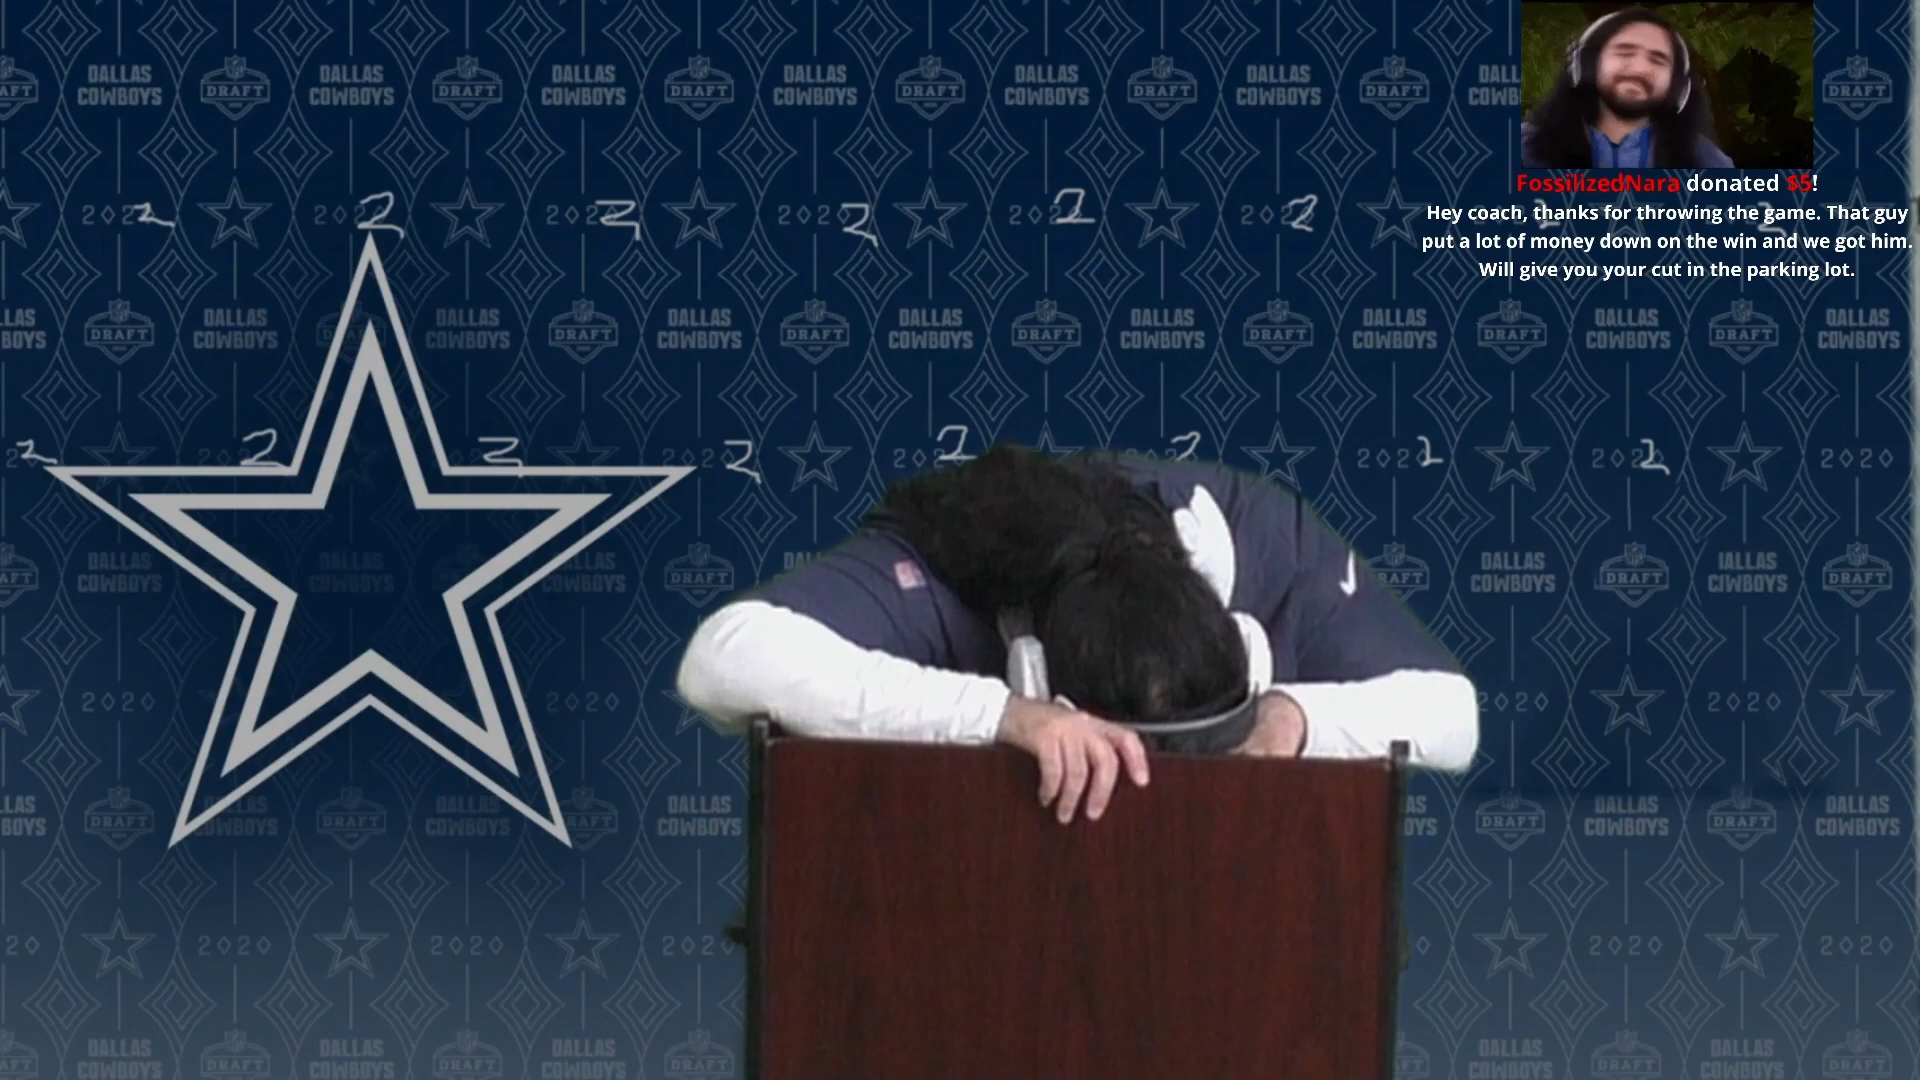 FossilizedNara donated $5!
Hey coach, thanks for throwing the game. That guy
put a lot of money down on the win and we got him.
Will give you your cut in the parking lot.
DALLAS COWBOYS
DRAFT
2022
2020